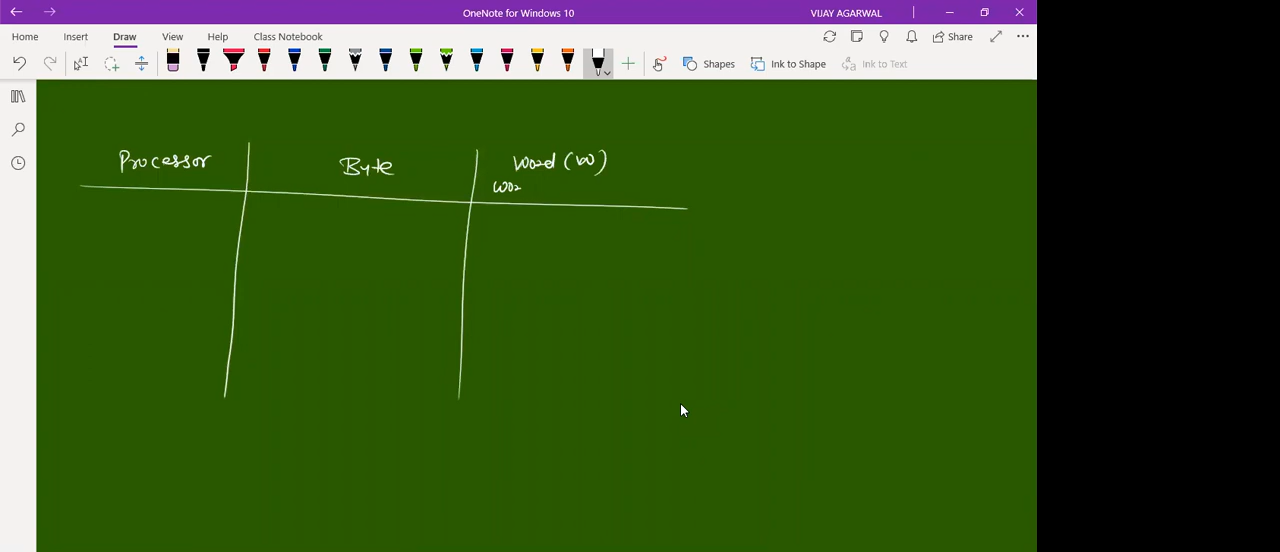 OneNote for Windows 10
VIJAY AGARWAL
Home Insert Draw View Help Class Notebook
Share
Shapes Ink to Shape Ink to Text
Processor Byte Word (W)
Wor